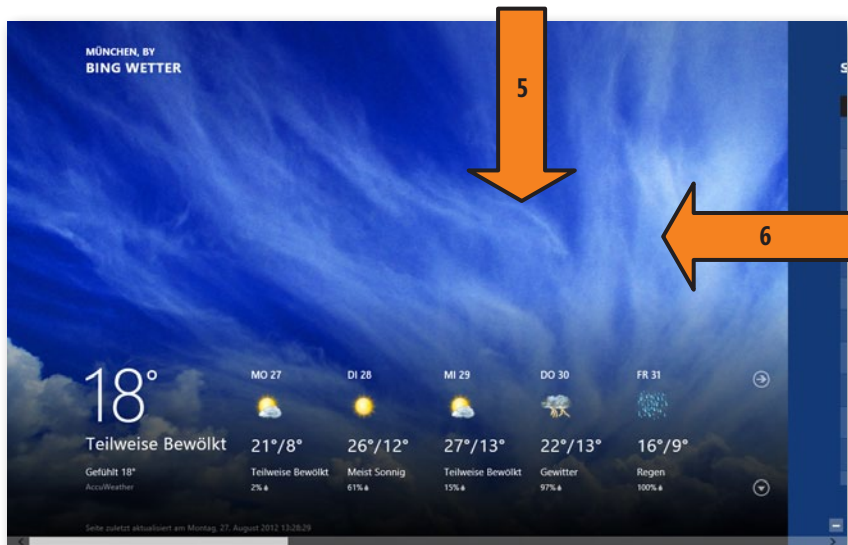 5
MÜNCHEN, BY
BING WETTER
S
6
18°
Teilweise Bewölkt
Gefühlt 18°
AccuWeather
MO 27 DI 28 MI 29 DO 30 FR 31
21°/8° 26°/12° 27°/13° 22°/13° 16°/9°
Teilweise Bewölkt Meist Sonnig Teilweise Bewölkt Gewitter Regen
2% 61% 15% 97% 100%
Seite zuletzt aktualisiert am Montag, 27. August 2012 13:28:29